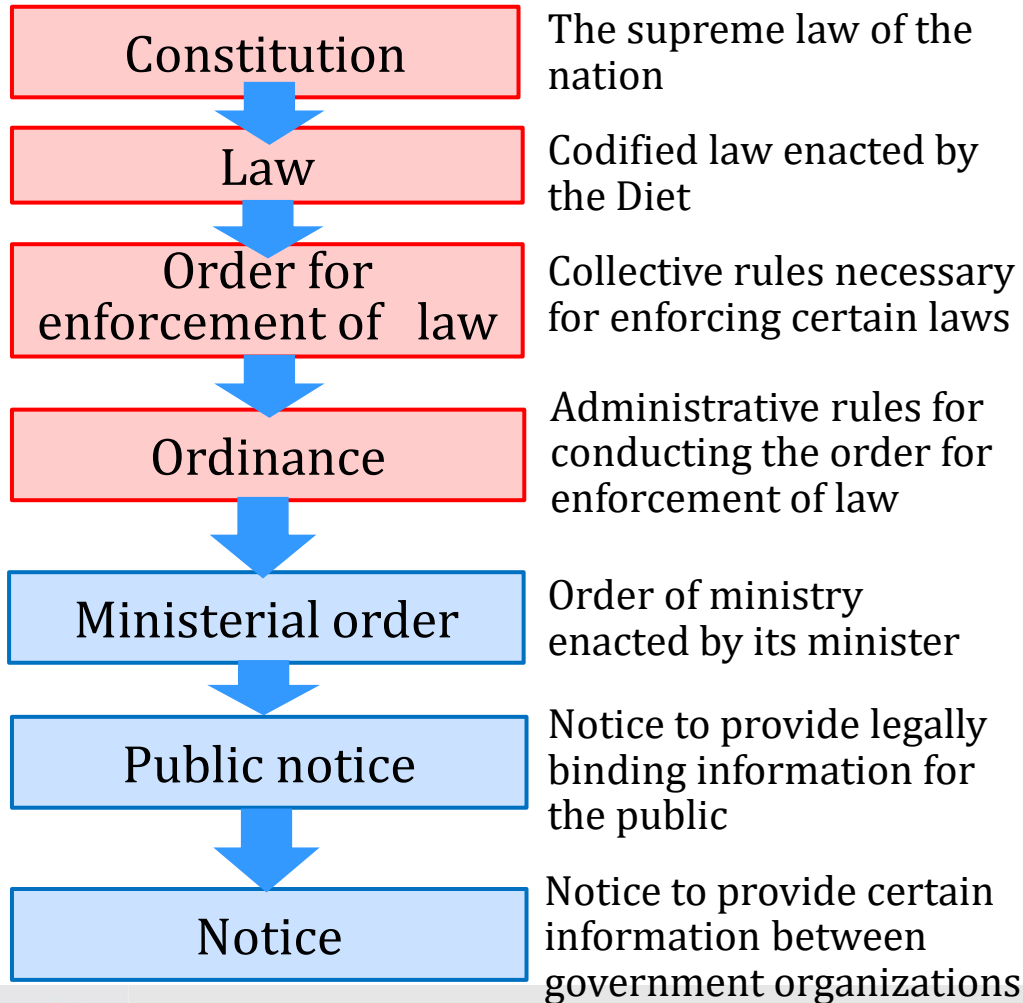 Constitution
The supreme law of the
nation
Law
Codified law enacted by
the Diet
Order for
enforcement of law
Collective rules necessary
for enforcing certain laws
Ordinance
Administrative rules for
conducting the order for
enforcement of law
Ministerial order
Order of ministry
enacted by its minister
Public notice
Notice to provide legally
binding information for
the public
Notice
Notice to provide certain
information between
government organizations